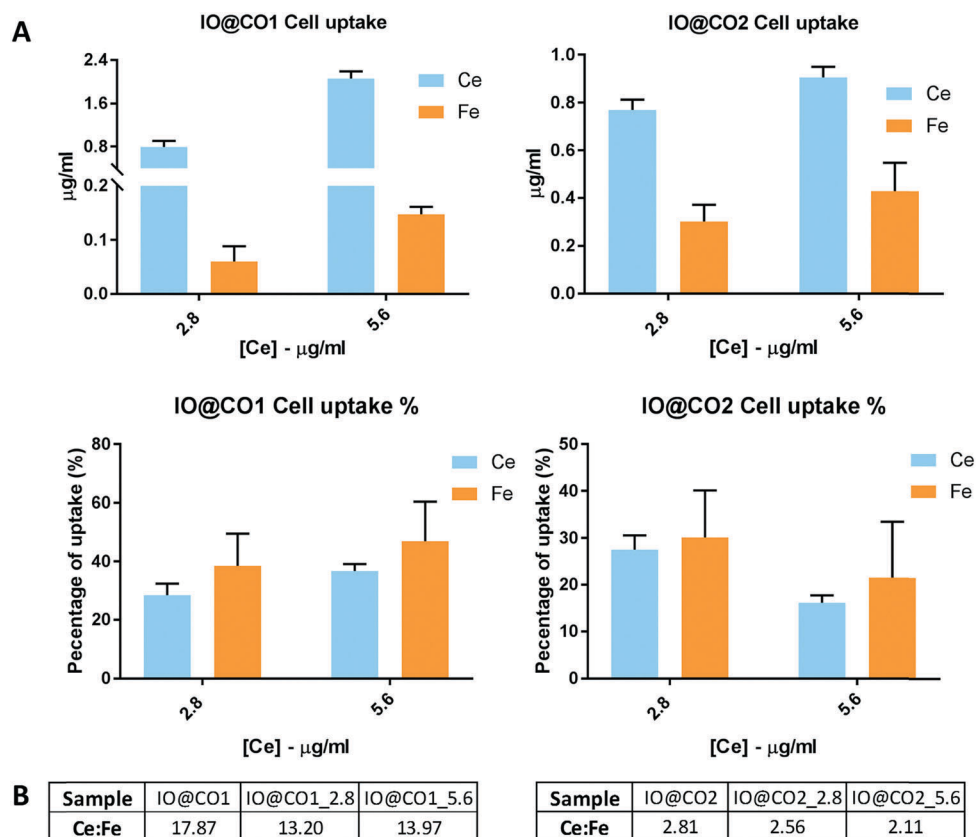 A
IO@CO1 Cell uptake
2.4
1.6
0.8
0.2
0.1
0.0
μg/ml
Ce
Fe
2.8
5.6
[Ce] - μg/ml
IO@CO2 Cell uptake
1.0
0.8
0.6
0.4
0.2
0.0
μg/ml
Ce
Fe
2.8
5.6
[Ce] - μg/ml
IO@CO1 Cell uptake %
80
60
40
20
0
Pecentage of uptake (%)
Ce
Fe
2.8
5.6
[Ce] - μg/ml
IO@CO2 Cell uptake %
50
40
30
20
10
0
Pecentage of uptake (%)
Ce
Fe
2.8
5.6
[Ce] - μg/ml
B
Sample IO@CO1 IO@CO1_2.8 IO@CO1_5.6
Ce:Fe 17.87 13.20 13.97
Sample IO@CO2 IO@CO2_2.8 IO@CO2_5.6
Ce:Fe 2.81 2.56 2.11